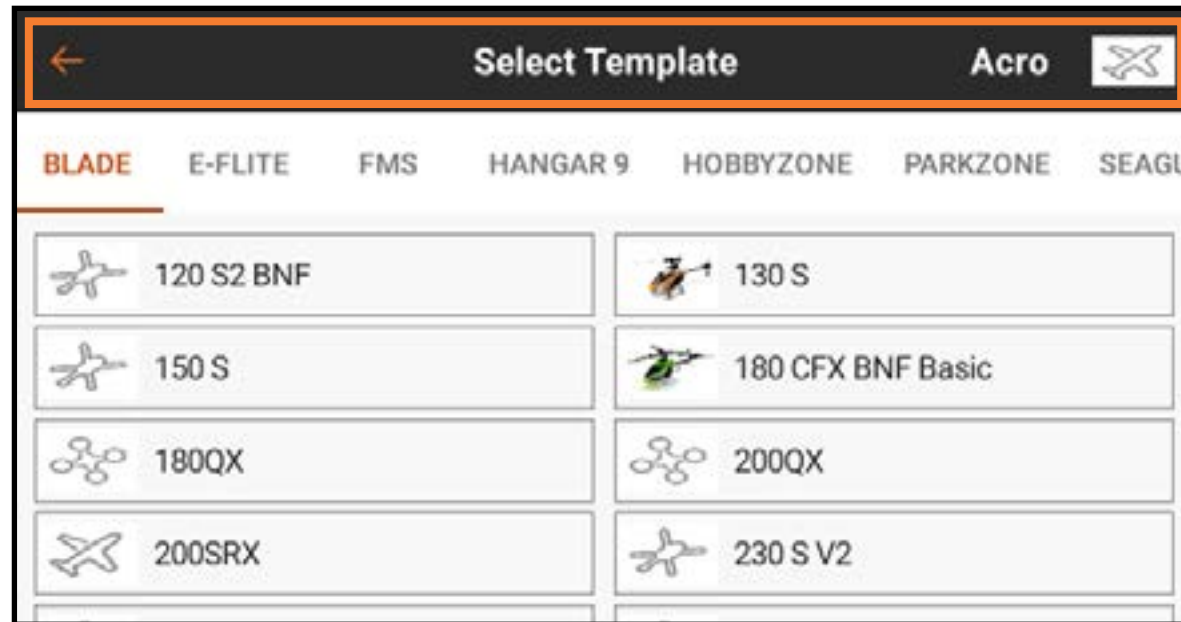 Select Template Acro
BLADE E-FLITE FMS HANGAR 9 HOBBYZONE PARKZONE SEAGU
120 S2 BNF 130 S
150 S 180 CFX BNF Basic
180QX 200QX
200SRX 230 S V2